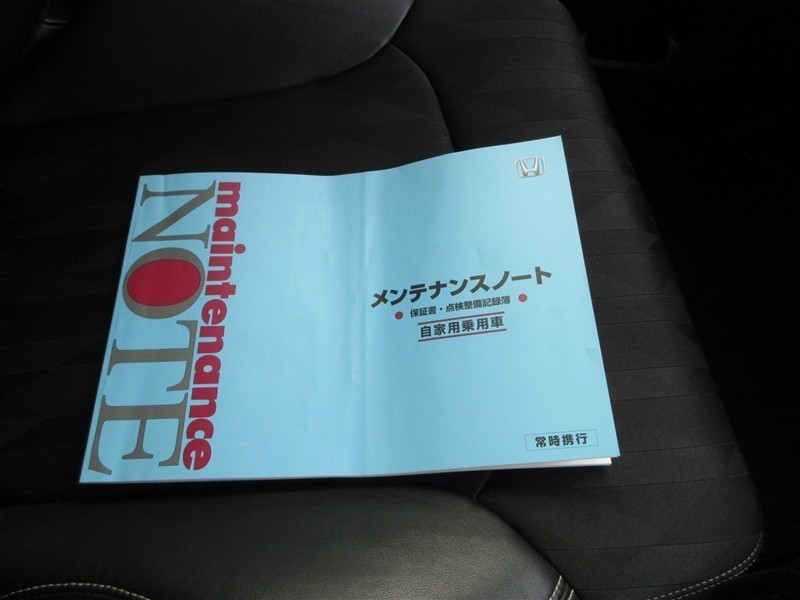 maintenance
NOTE
メンテナンスノート
● 保証書・点検整備記録簿 ●
自家用乗用車
常時携行